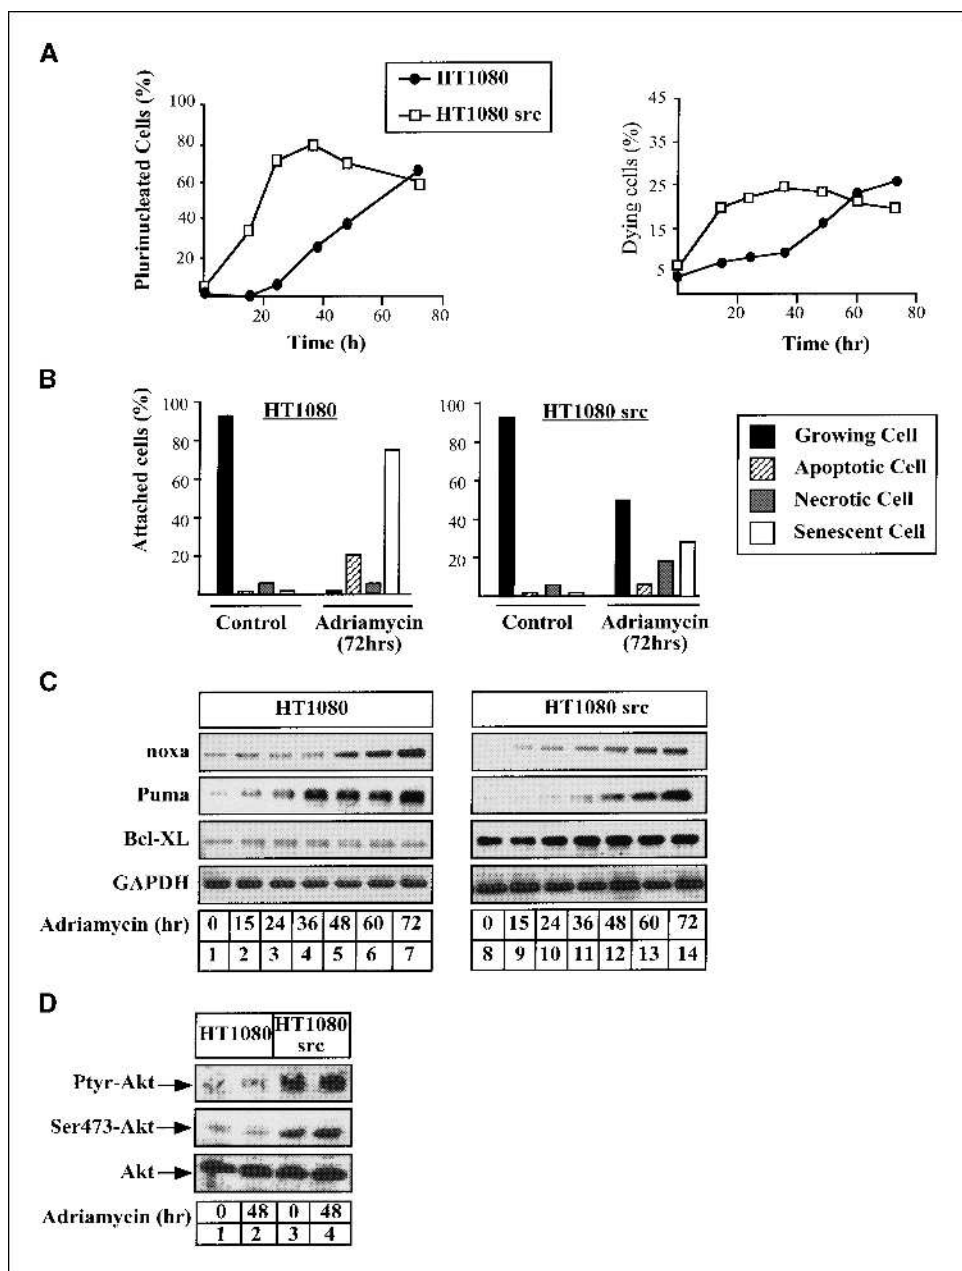 A
HT1080
HT1080 src
Plurinucleated Cells (%)
100
80
60
40
20
20 40 60 80
Time (h)
Dying cells (%)
45
35
25
15
5
20 40 60 80
Time (hr)
B
Attached cells (%)
100
80
60
40
20
HT1080
Control
Adriamycin
(72hrs)
100
80
60
40
20
HT1080 src
Control
Adriamycin
(72hrs)
Growing Cell
Apoptotic Cell
Necrotic Cell
Senescent Cell
C
HT1080 HT1080 src
noxa
Puma
Bcl-XL
GAPDH
Adriamycin (hr) 0 15 24 36 48 60 72 0 15 24 36 48 60 72
1 2 3 4 5 6 7 8 9 10 11 12 13 14
D
HT1080 HT1080
src
Ptyr-Akt
Ser473-Akt
Akt
Adriamycin (hr) 0 48 0 48
1 2 3 4